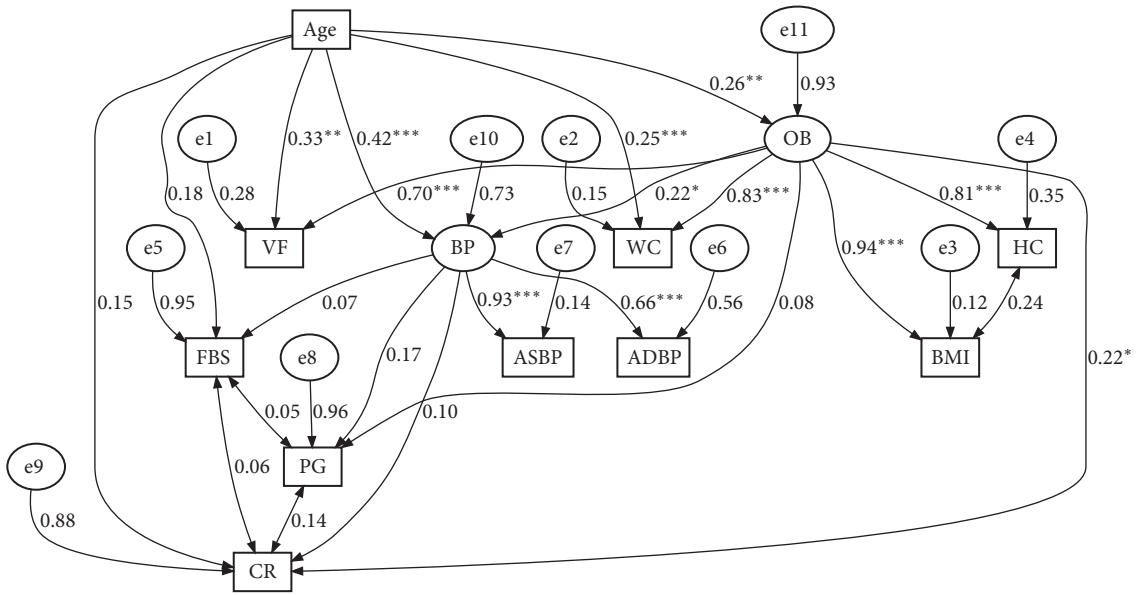 Age
e11
0.26**
0.93
e1
0.33**
0.42***
e10
e2
0.25***
OB
e4
0.18
0.28
0.70***
0.73
0.15
0.22*
0.83***
0.81***
0.35
e5
VF
BP
e7
WC
e6
0.94***
e3
HC
0.15
0.95
0.07
0.93***
0.14
0.66***
0.56
0.08
0.12
0.24
FBS
e8
0.17
ASBP
ADBP
BMI
0.22*
0.05
0.96
0.10
e9
0.06
PG
0.88
0.14
CR